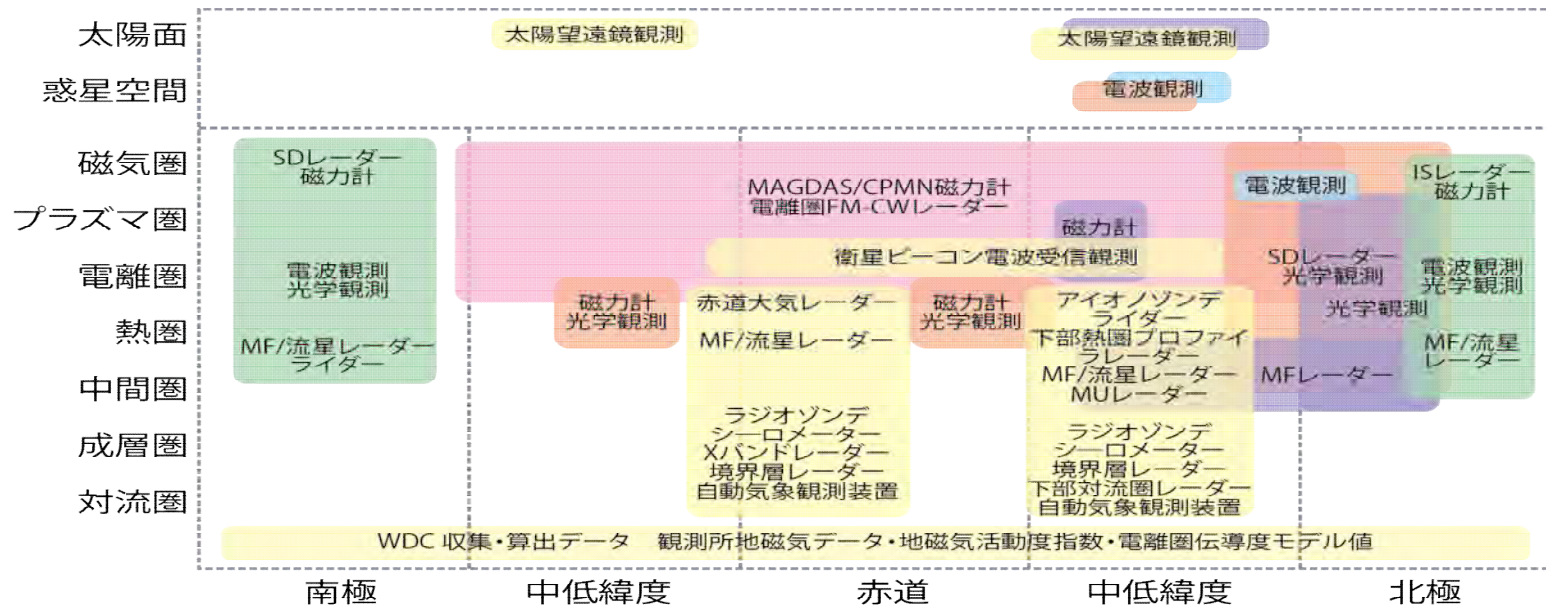 太陽面
太陽望遠鏡観測
太陽望遠鏡観測
惑星空間
電波観測
磁気圏
プラズマ圏
電離圏
熱圏
中間圏
成層圏
対流圏
SDレーダー
磁力計
電波観測
光学観測
MF/流星レーダー
ライダー
MAGDAS/CPMN磁力計
電離圏FM-CWレーダー
磁力計
衛星ビーコン電波受信観測
磁力計
光学観測
赤道大気レーダー
MF/流星レーダー
ラジオゾンデ
シーロメーター
Xバンドレーダー
境界層レーダー
自動気象観測装置
磁力計
光学観測
アイオノゾンデ
ライダー
下部熱圏プロファイ
ラレーダー
MF/流星レーダー
MUレーダー
ラジオゾンデ
シーロメーター
境界層レーダー
下部対流圏レーダー
自動気象観測装置
電波観測
SDレーダー
光学観測
光学観測
MFレーダー
ISレーダー
磁力計
電波観測
光学観測
MF/流星
レーダー
WDC 収集・算出データ　観測所地磁気データ・地磁気活動度指数・電離圏伝導度モデル値
南極
中低緯度
赤道
中低緯度
北極